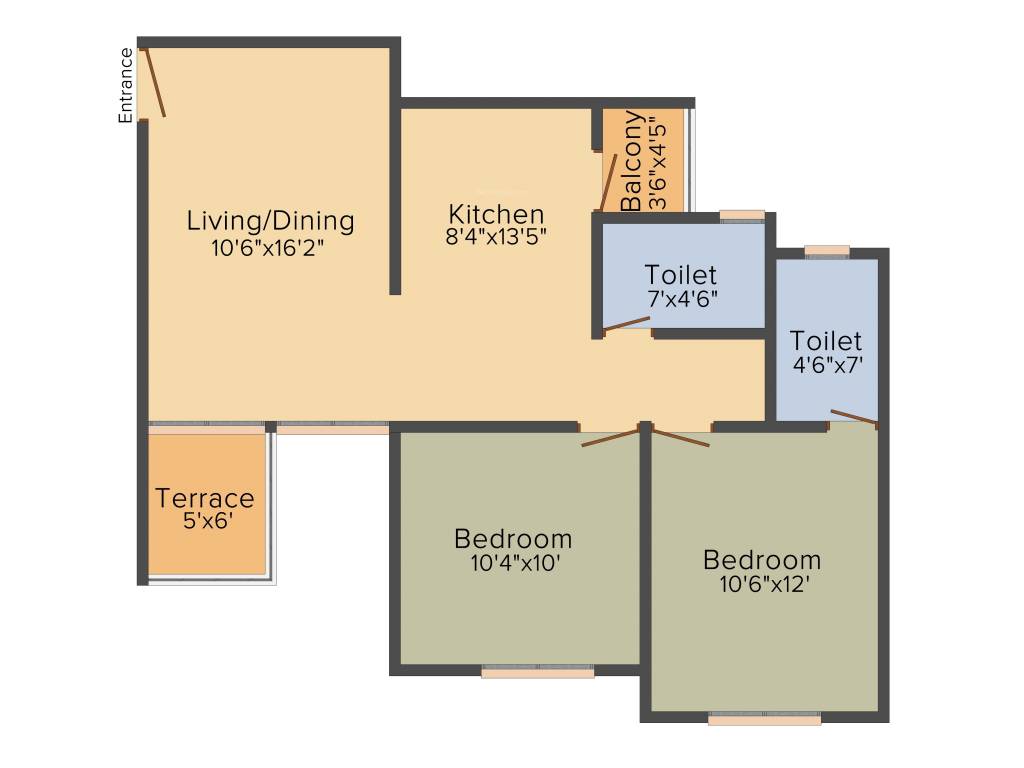 Entrance
Living/Dining
10'6"x16'2"
Kitchen
8'4"x13'5"
Balcony
3'6"x4'5"
Toilet
7'x4'6"
Toilet
4'6"x7'
Terrace
5'x6'
Bedroom
10'4"x10'
Bedroom
10'6"x12'